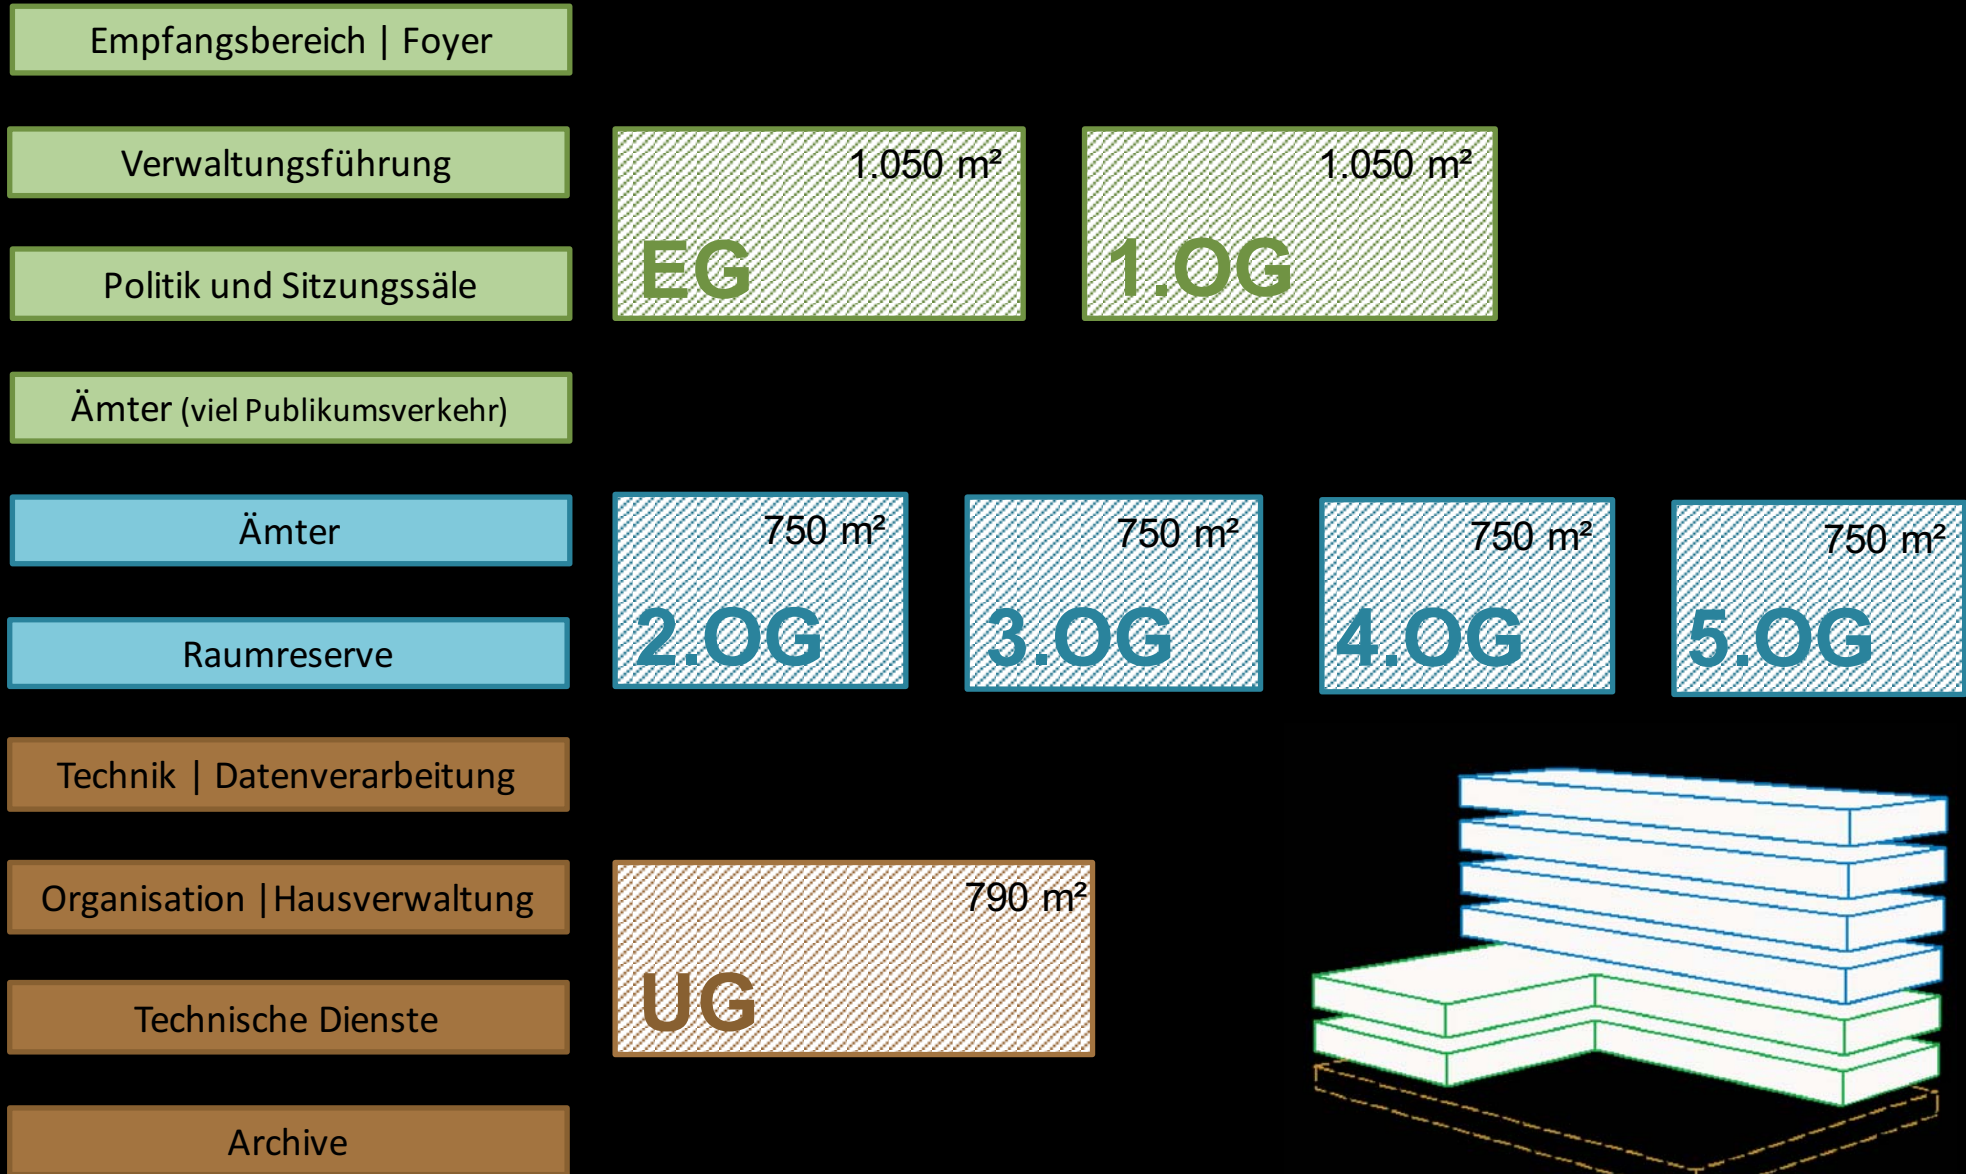 Empfangsbereich | Foyer
Verwaltungsführung
Politik und Sitzungssäle
Ämter (viel Publikumsverkehr)
1.050 m²
EG
1.050 m²
1.OG
Ämter
Raumreserve
750 m²
2.OG
750 m²
3.OG
750 m²
4.OG
750 m²
5.OG
Technik | Datenverarbeitung
Organisation |Hausverwaltung
Technische Dienste
Archive
790 m²
UG